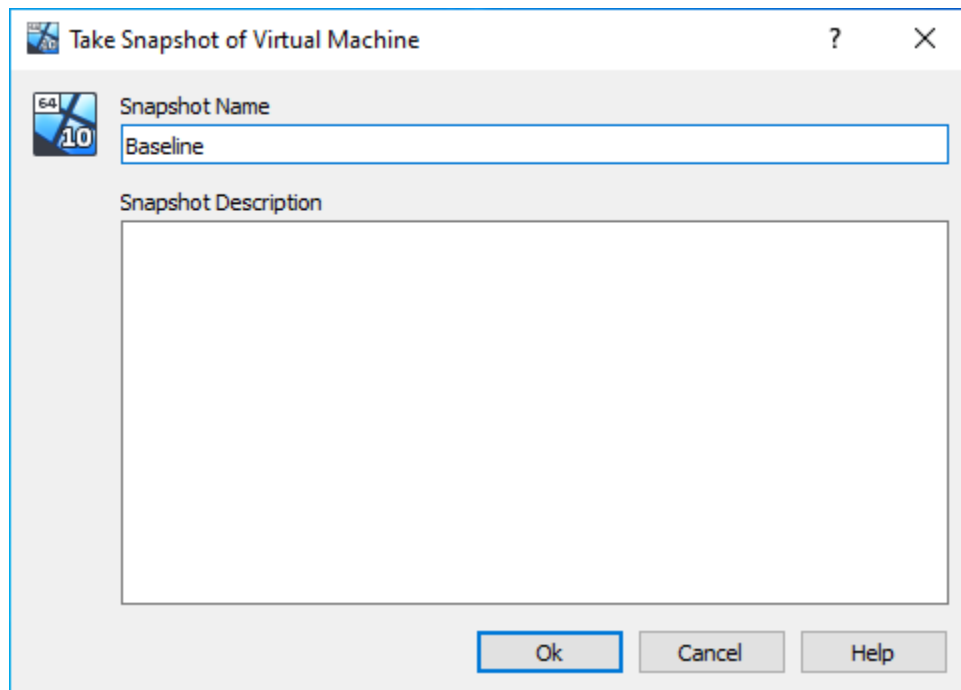 Take Snapshot of Virtual Machine ?
64
10
Snapshot Name
Baseline
Snapshot Description
Ok Cancel Help